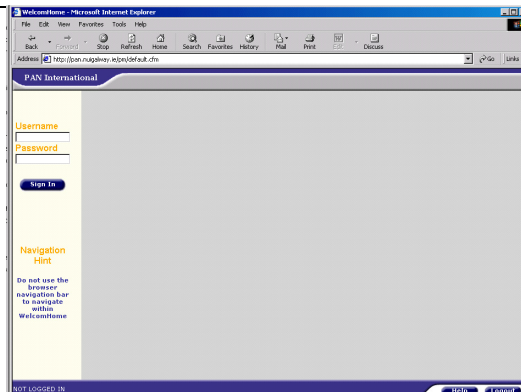 WelcomHome - Microsoft Internet Explorer
File Edit View Favorites Tools Help
Back Forward Stop Refresh Home Search Favorites History Mail Print Edit Discuss
Address http://pan.nuigalway.ie/pm/default.cfm Go Links
PAN International
Username
Password
Sign In
Navigation
Hint
Do not use the
browser
navigation bar
to navigate
within
WelcomHome
NOT LOGGED IN Help Logout